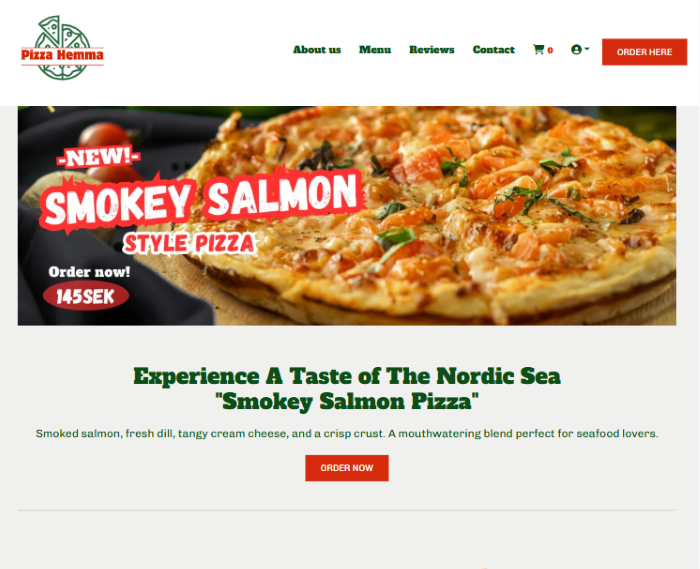 Pizza Hemma
About us
Menu
Reviews
Contact
0
ORDER HERE
-NEW!-
SMOKEY SALMON
STYLE PIZZA
Order now!
145SEK
Experience A Taste of The Nordic Sea
"Smokey Salmon Pizza"
Smoked salmon, fresh dill, tangy cream cheese, and a crisp crust. A mouthwatering blend perfect for seafood lovers.
ORDER NOW